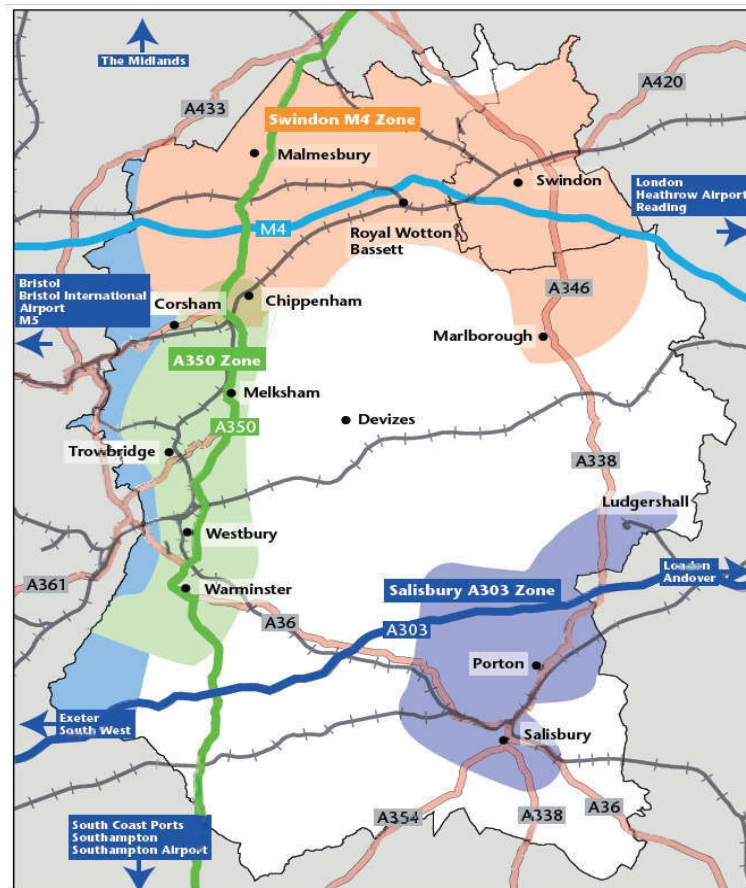 The Midlands
A433
A420
Swindon M4 Zone
Malmesbury
Swindon
London
Heathrow Airport
Reading
M4
Royal Wotton
Bassett
Bristol
Bristol International
Airport
M5
Corsham
Chippenham
A346
Marlborough
A350 Zone
Melksham
Devizes
A350
Trowbridge
A338
Ludgershall
Westbury
London
Andover
A361
Warminster
Salisbury A303 Zone
A36
A303
Porton
Exeter
South West
Salisbury
A354
A338
A36
South Coast Ports
Southampton
Southampton Airport